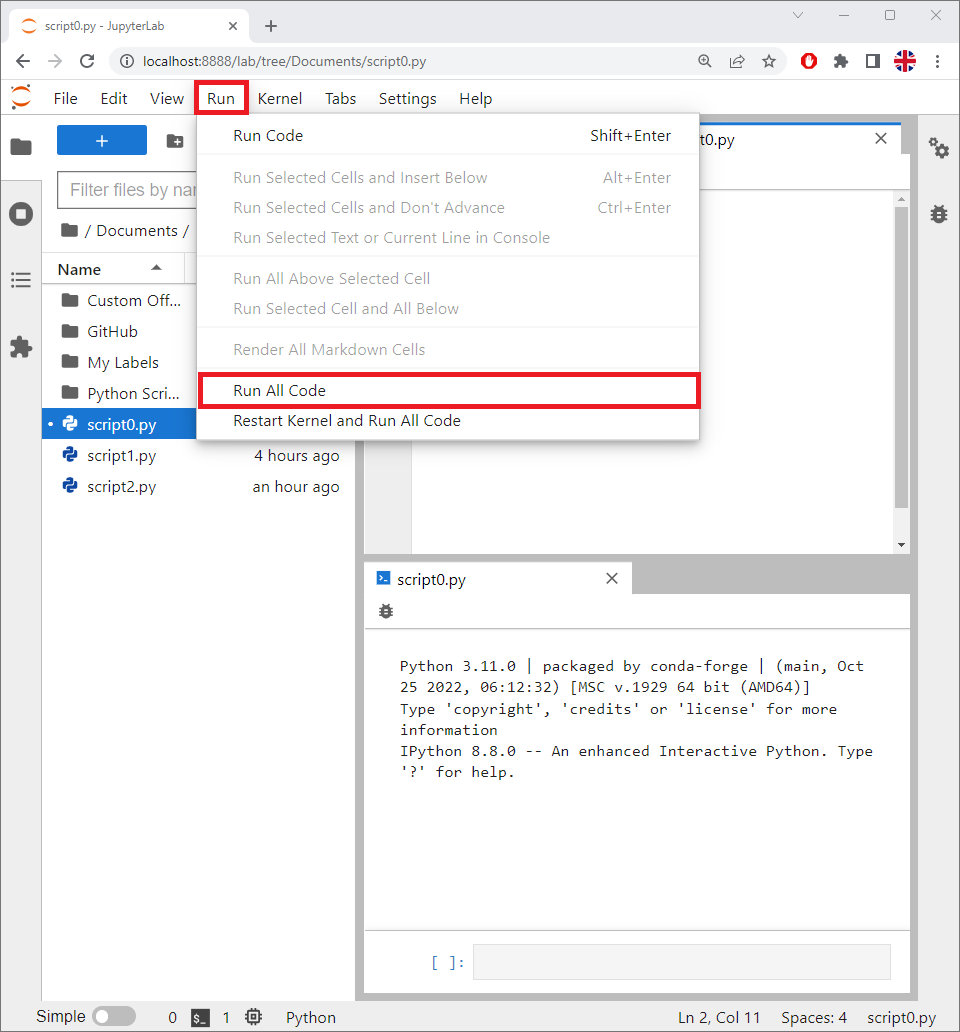 script0.py - JupyterLab
localhost:8888/lab/tree/Documents/script0.py
File Edit View Run Kernel Tabs Settings Help
Run Code Shift+Enter
Run Selected Cells and Insert Below Alt+Enter
Run Selected Cells and Don't Advance Ctrl+Enter
Run Selected Text or Current Line in Console
Run All Above Selected Cell
Run Selected Cell and All Below
Render All Markdown Cells
Run All Code
Restart Kernel and Run All Code
t0.py
+
Filter files by nar
/ Documents /
Name
Custom Off...
GitHub
My Labels
Python Scri...
script0.py
script1.py 4 hours ago
script2.py an hour ago
script0.py
Python 3.11.0 | packaged by conda-forge | (main, Oct
25 2022, 06:12:32) [MSC v.1929 64 bit (AMD64)]
Type 'copyright', 'credits' or 'license' for more
information
IPython 8.8.0 -- An enhanced Interactive Python. Type
'?' for help.
[ ]:
Simple 0 $_ 1 Python Ln 2, Col 11 Spaces: 4 script0.py